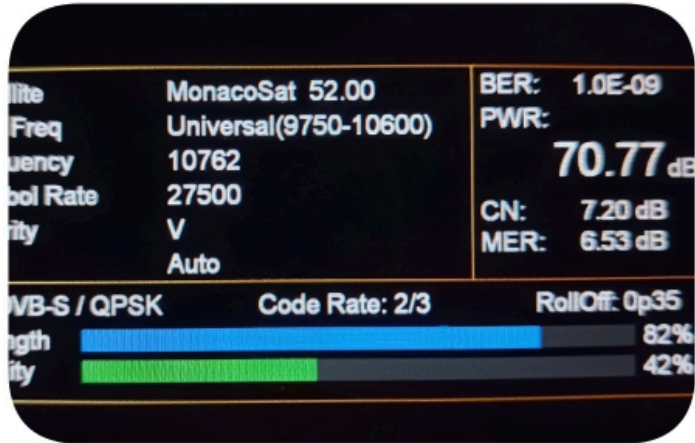 llite MonacoSat 52.00
Freq Universal(9750-10600)
uency 10762
bol Rate 27500
rity V
Auto
BER: 1.0E-09
PWR:
70.77 dB
CN: 7.20 dB
MER: 6.53 dB
DVB-S / QPSK Code Rate: 2/3 RollOff: 0p35
ngth 82%
ity 42%